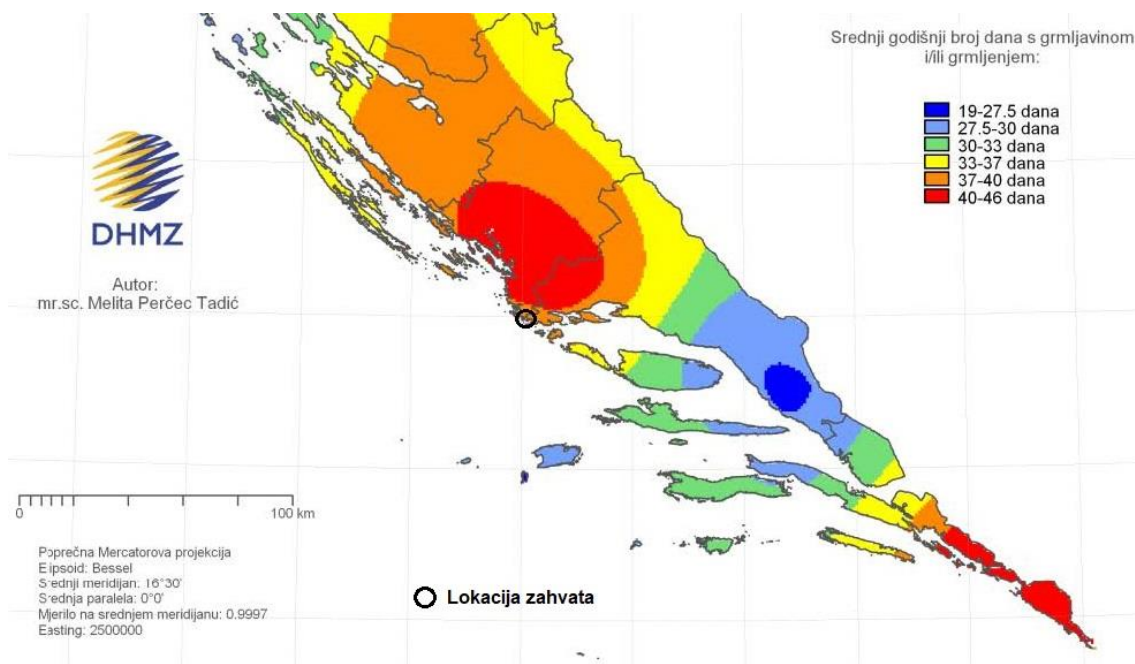 Srednji godišnji broj dana s grmljavinom
i/ili grmljenjem:
19-27.5 dana
27.5-30 dana
30-33 dana
33-37 dana
37-40 dana
40-46 dana
DHMZ
Autor:
mr.sc. Melita Perčec Tadić
0 100 km
Poprečna Mercatorova projekcija
Elipsoid: Bessel
Srednji meridijan: 16°30'
Srednja paralela: 0°0'
Mjerilo na srednjem meridijanu: 0.9997
Easting: 2500000
Lokacija zahvata